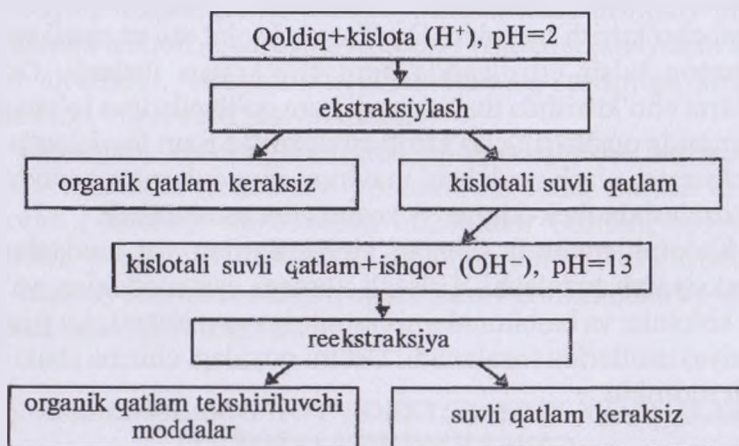 Qoldiq+kislota (H⁺), pH=2
ekstraksiylash
organik qatlam keraksiz
kislotali suvli qatlam
kislotali suvli qatlam+ishqor (OH⁻), pH=13
reekstraksiya
organik qatlam tekshiriluvchi
moddalar
suvli qatlam keraksiz